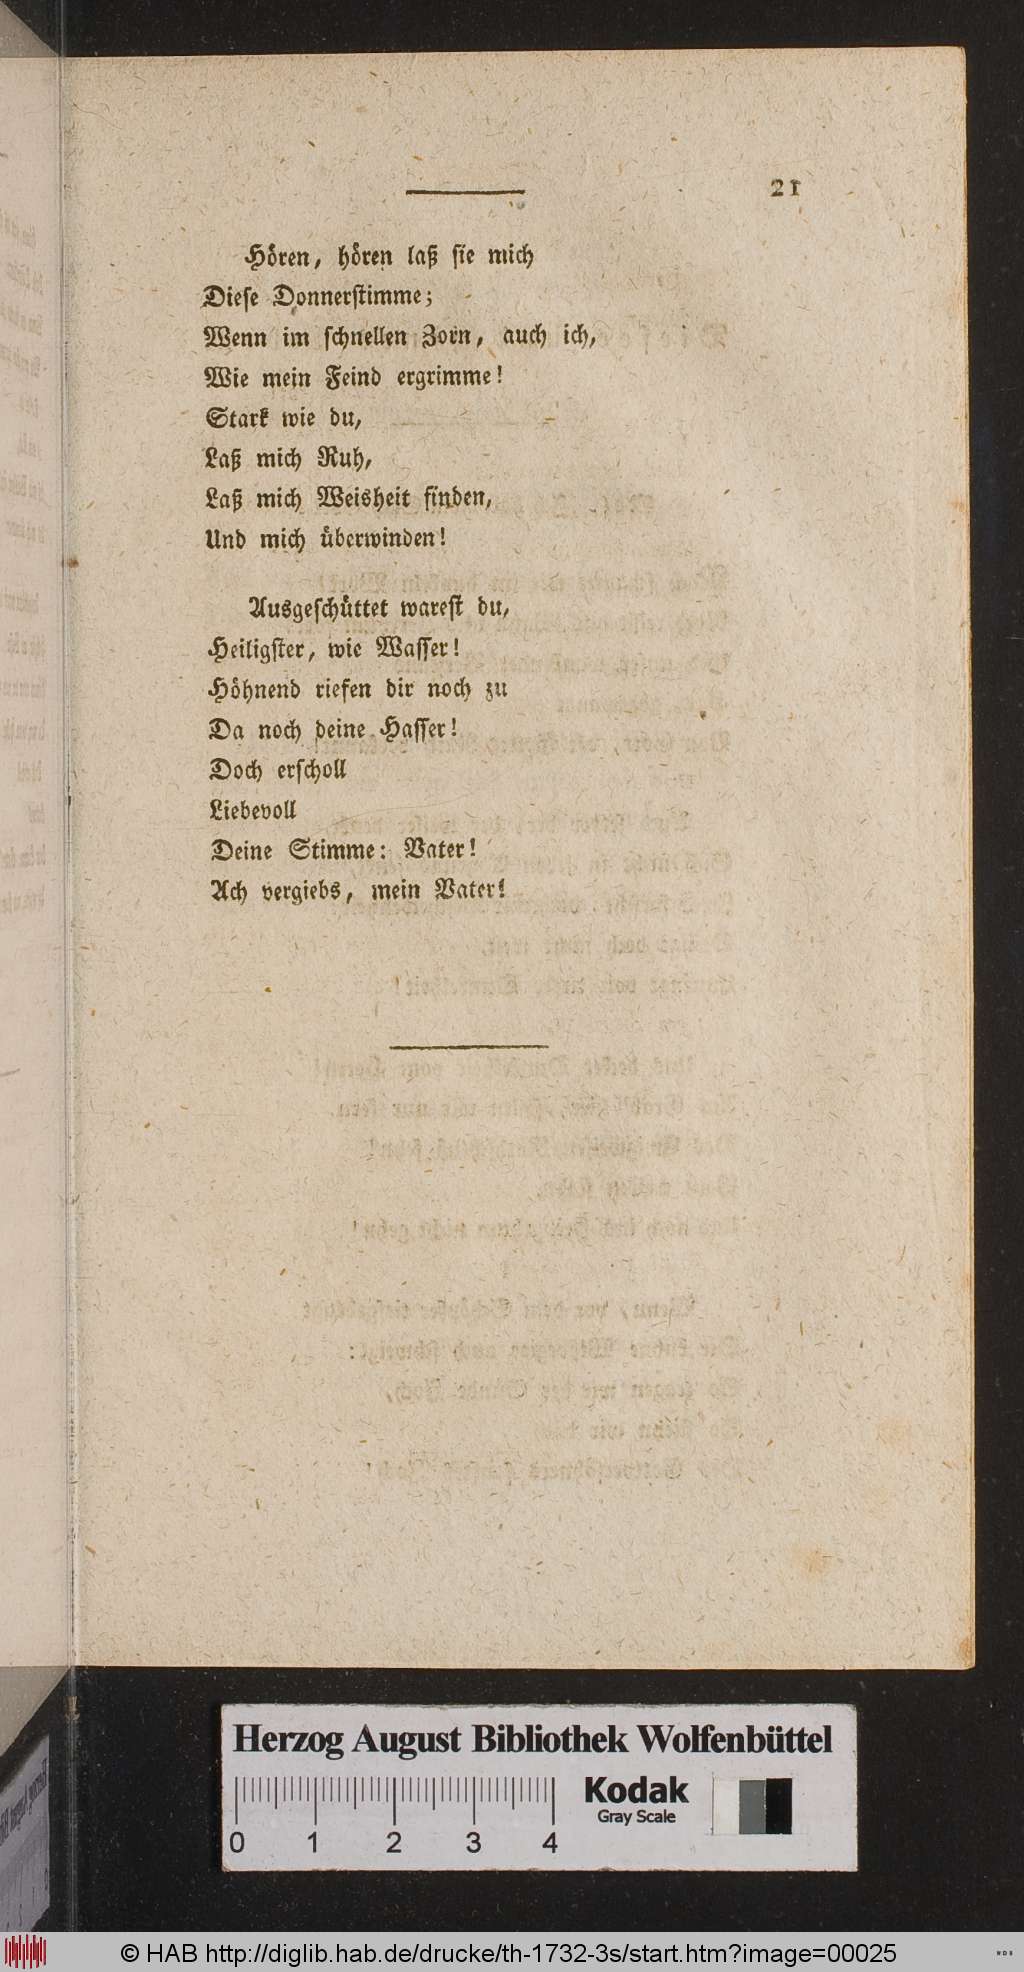 21
Hören, hören laß sie mich
Diese Donnerstimme;
Wenn im schnellen Zorn, auch ich,
Wie mein Feind ergrimme!
Stark wie du,
Laß mich Ruh,
Laß mich Weisheit finden,
Und mich überwinden!
Ausgeschüttet warest du,
Heiligster, wie Wasser!
Höhnend riefen dir noch zu
Da noch deine Hasser!
Doch erscholl
Liebevoll
Deine Stimme: Vater!
Ach vergiebs, mein Vater!
Herzog August Bibliothek Wolfenbüttel
Kodak
Gray Scale
0 1 2 3 4
© HAB http://diglib.hab.de/drucke/th-1732-3s/start.htm?image=00025